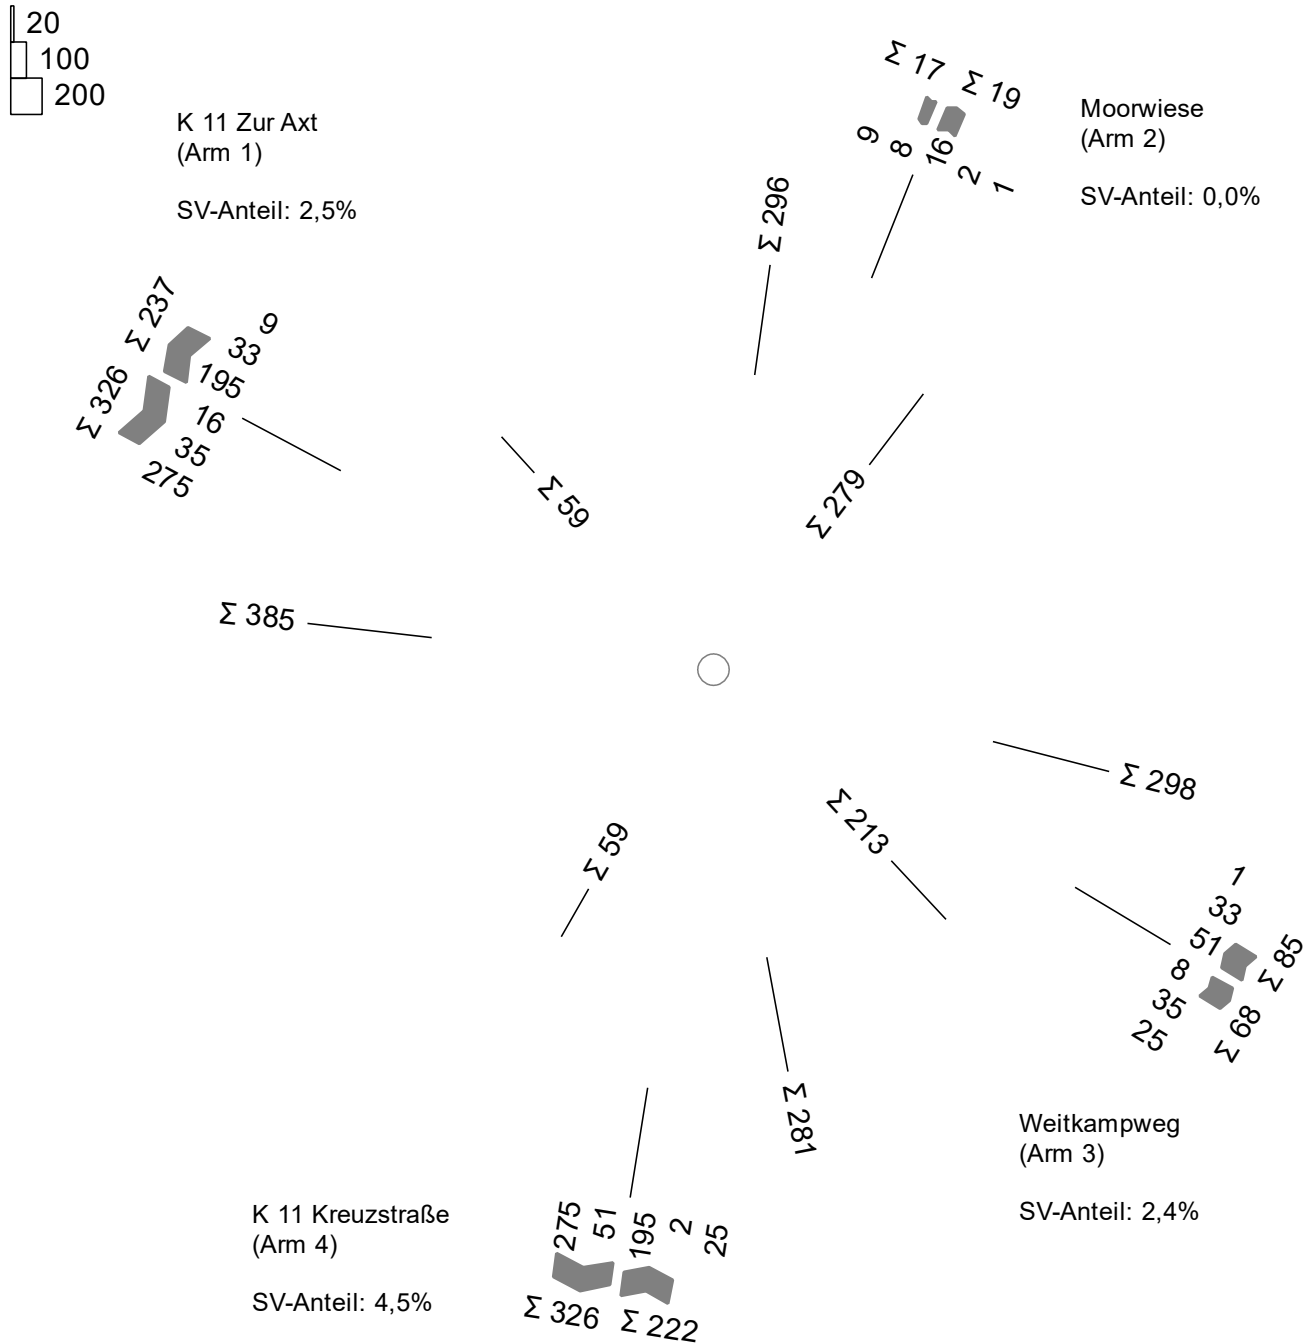 20
100
200
K 11 Zur Axt
(Arm 1)
SV-Anteil: 2,5%
Moorwiese
(Arm 2)
SV-Anteil: 0,0%
Σ 17
Σ 19
9
8
16
2
1
Σ 296
Σ 237
Σ 326
9
33
195
16
35
275
Σ 59
Σ 279
Σ 385
Σ 298
Σ 213
Σ 59
Σ 281
1
33
51
8
35
25
Σ 85
Σ 68
Weitkampweg
(Arm 3)
SV-Anteil: 2,4%
K 11 Kreuzstraße
(Arm 4)
SV-Anteil: 4,5%
275
51
195
2
25
Σ 326
Σ 222